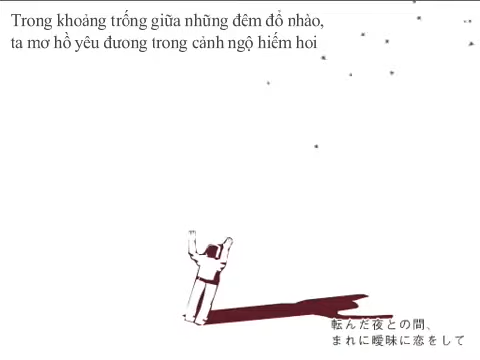 Trong khoảng trống giữa những đêm đổ nhào,
ta mơ hồ yêu đương trong cảnh ngộ hiếm hoi
転んだ夜との間、
まれに曖昧に恋をして